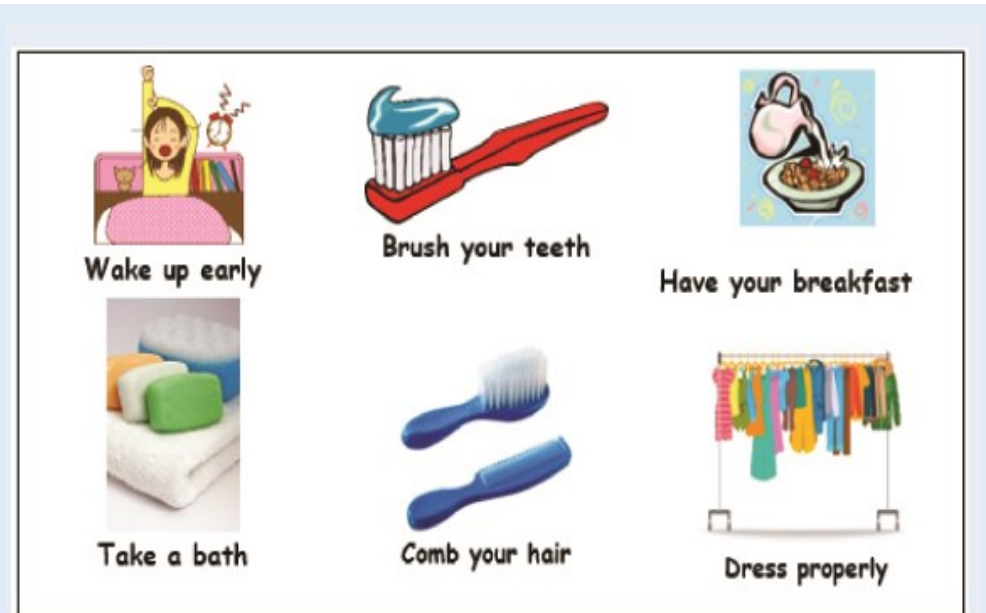 Wake up early
Brush your teeth
Have your breakfast
Take a bath
Comb your hair
Dress properly